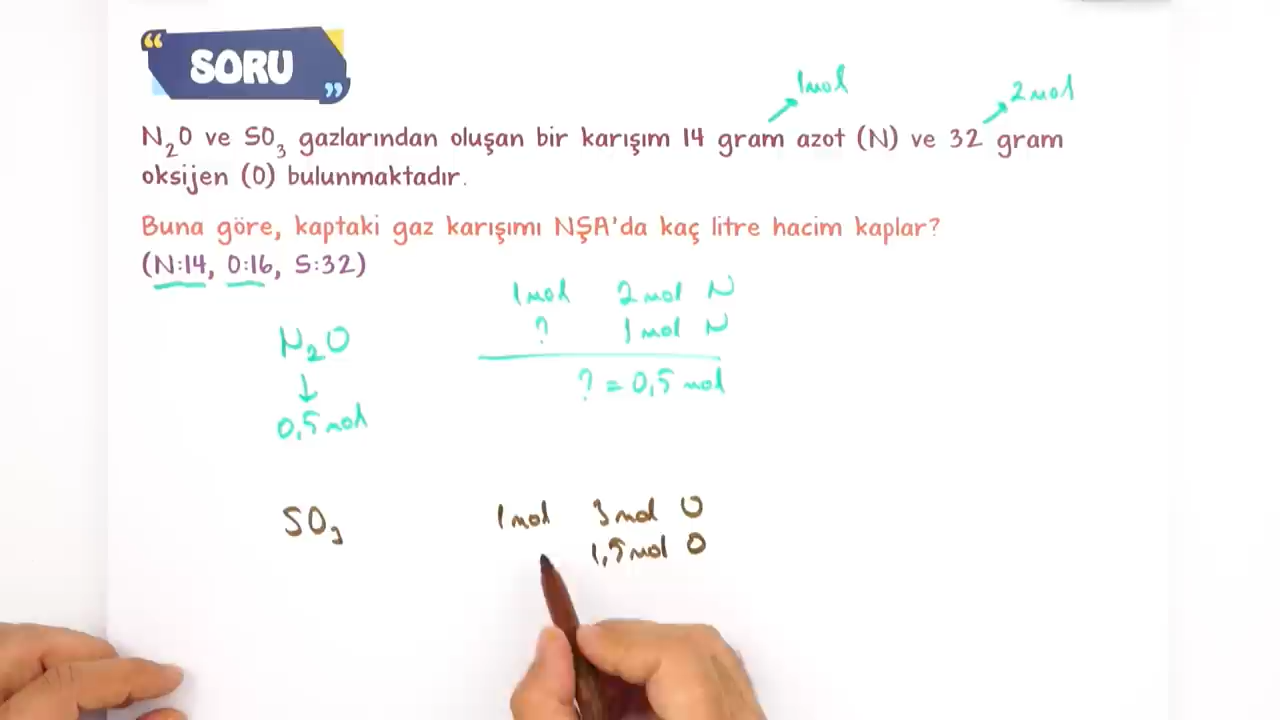 SORU
1mol
2mol
N₂O ve SO₃ gazlarından oluşan bir karışım 14 gram azot (N) ve 32 gram
oksijen (O) bulunmaktadır.
Buna göre, kaptaki gaz karışımı NŞA'da kaç litre hacim kaplar?
(N:14, O:16, S:32)
1mol 2mol N
? 1mol N
? = 0,5 mol
N₂O
↓
0,5mol
SO₃ 1mol 3mol O
1,5mol O